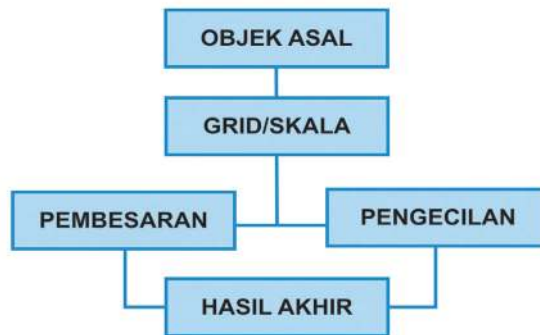 OBJEK ASAL
GRID/SKALA
PEMBESARAN
PENGECILAN
HASIL AKHIR